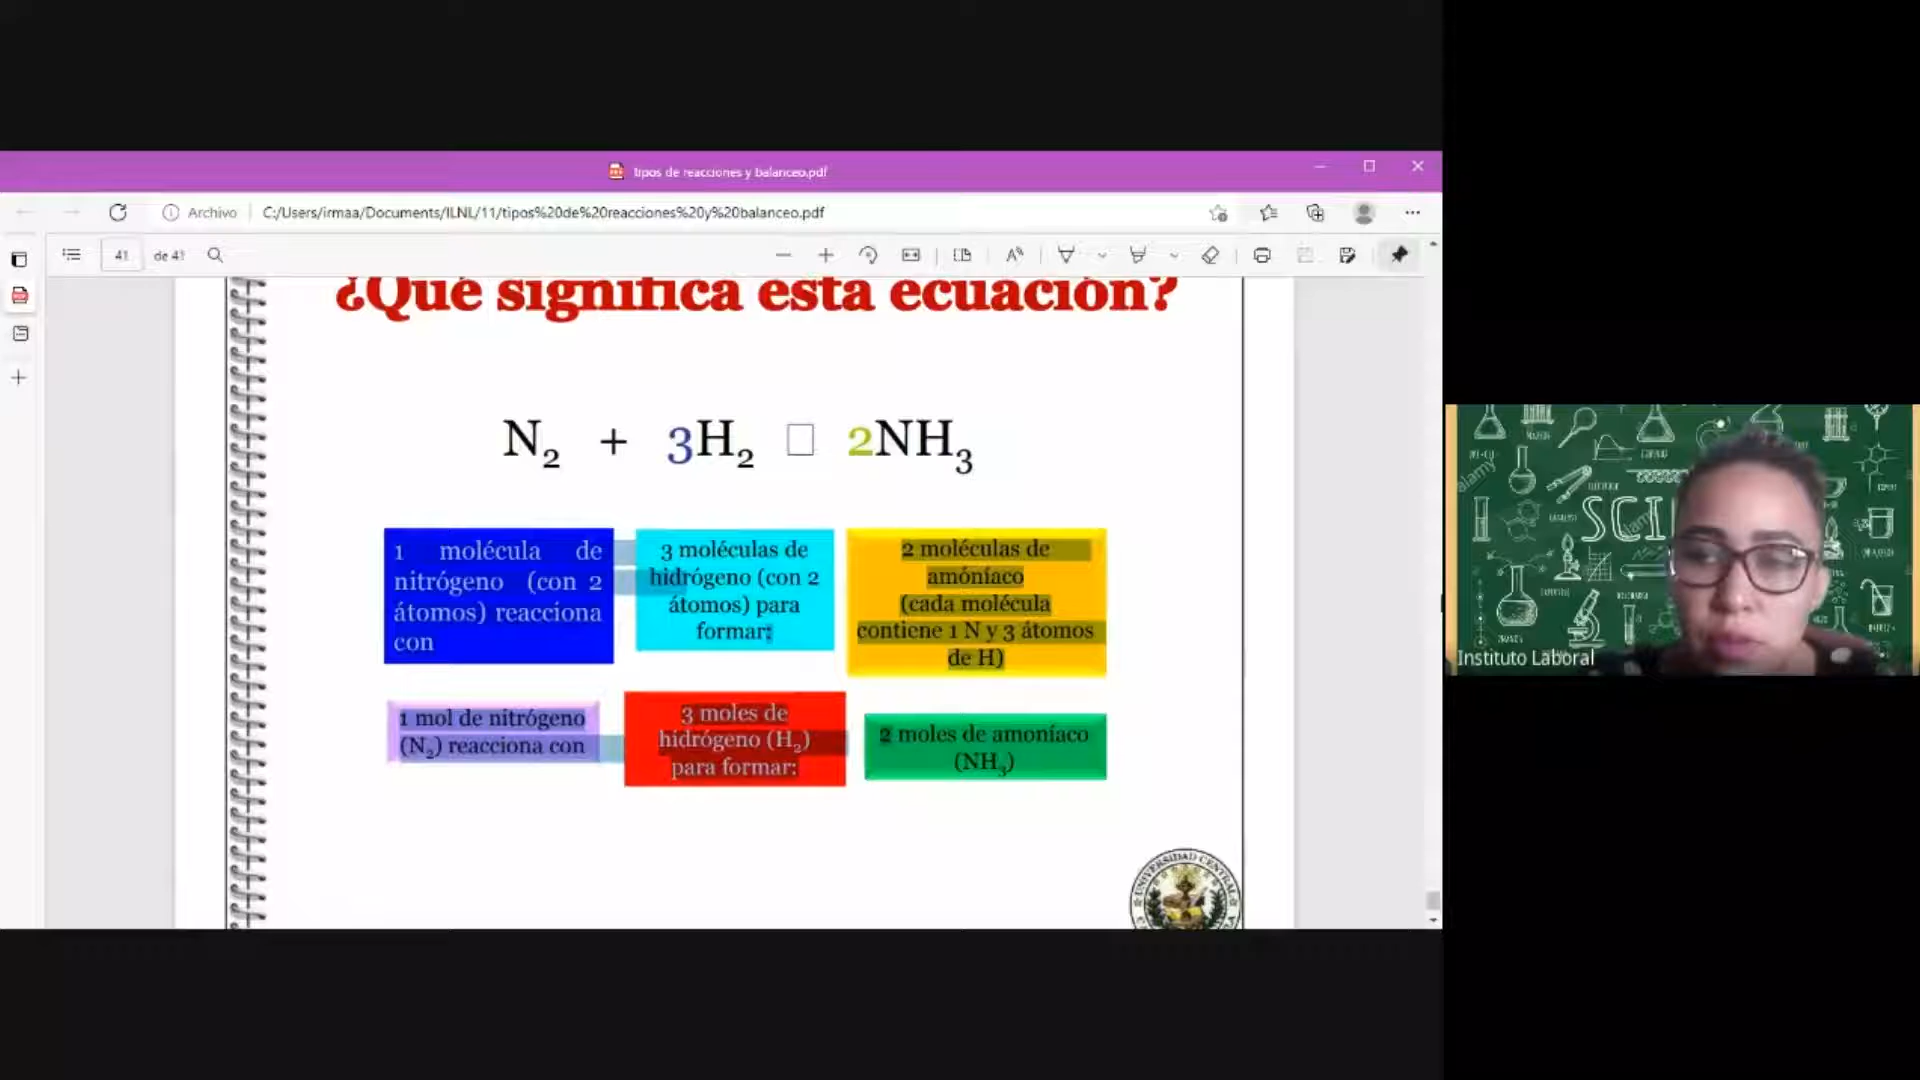 tipos de reacciones y balanceo.pdf
Archivo
C:/Users/irmaa/Documents/ILNL/11/tipos%20de%20reacciones%20y%20balanceo.pdf
41 de 41
¿Qué significa esta ecuación?
N₂ + 3H₂ □ 2NH₃
1 molécula de
nitrógeno (con 2
átomos) reacciona
con
3 moléculas de
hidrógeno (con 2
átomos) para
formar:
2 moléculas de
amóníaco
(cada molécula
contiene 1 N y 3 átomos
de H)
1 mol de nitrógeno
(N₂) reacciona con
3 moles de
hidrógeno (H₂)
para formar:
2 moles de amoníaco
(NH₃)
UNIVERSIDAD CENTRAL
SCI
alamy
Instituto Laboral